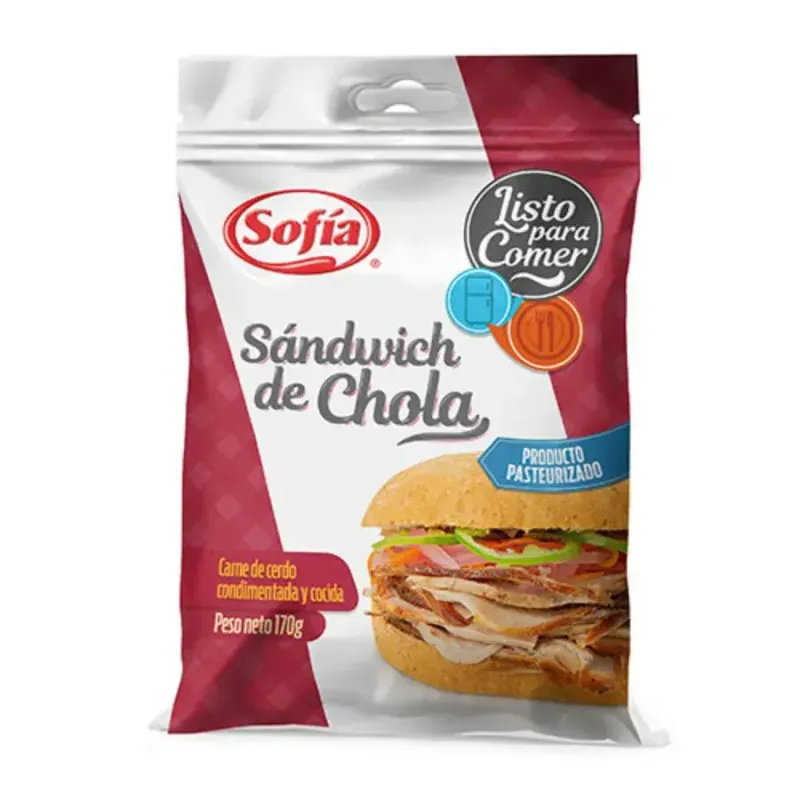 Sofía
®
Listo
para
Comer
Sándwich
de Chola
PRODUCTO
PASTEURIZADO
Carne de cerdo
condimentada y cocida
Peso neto 170g